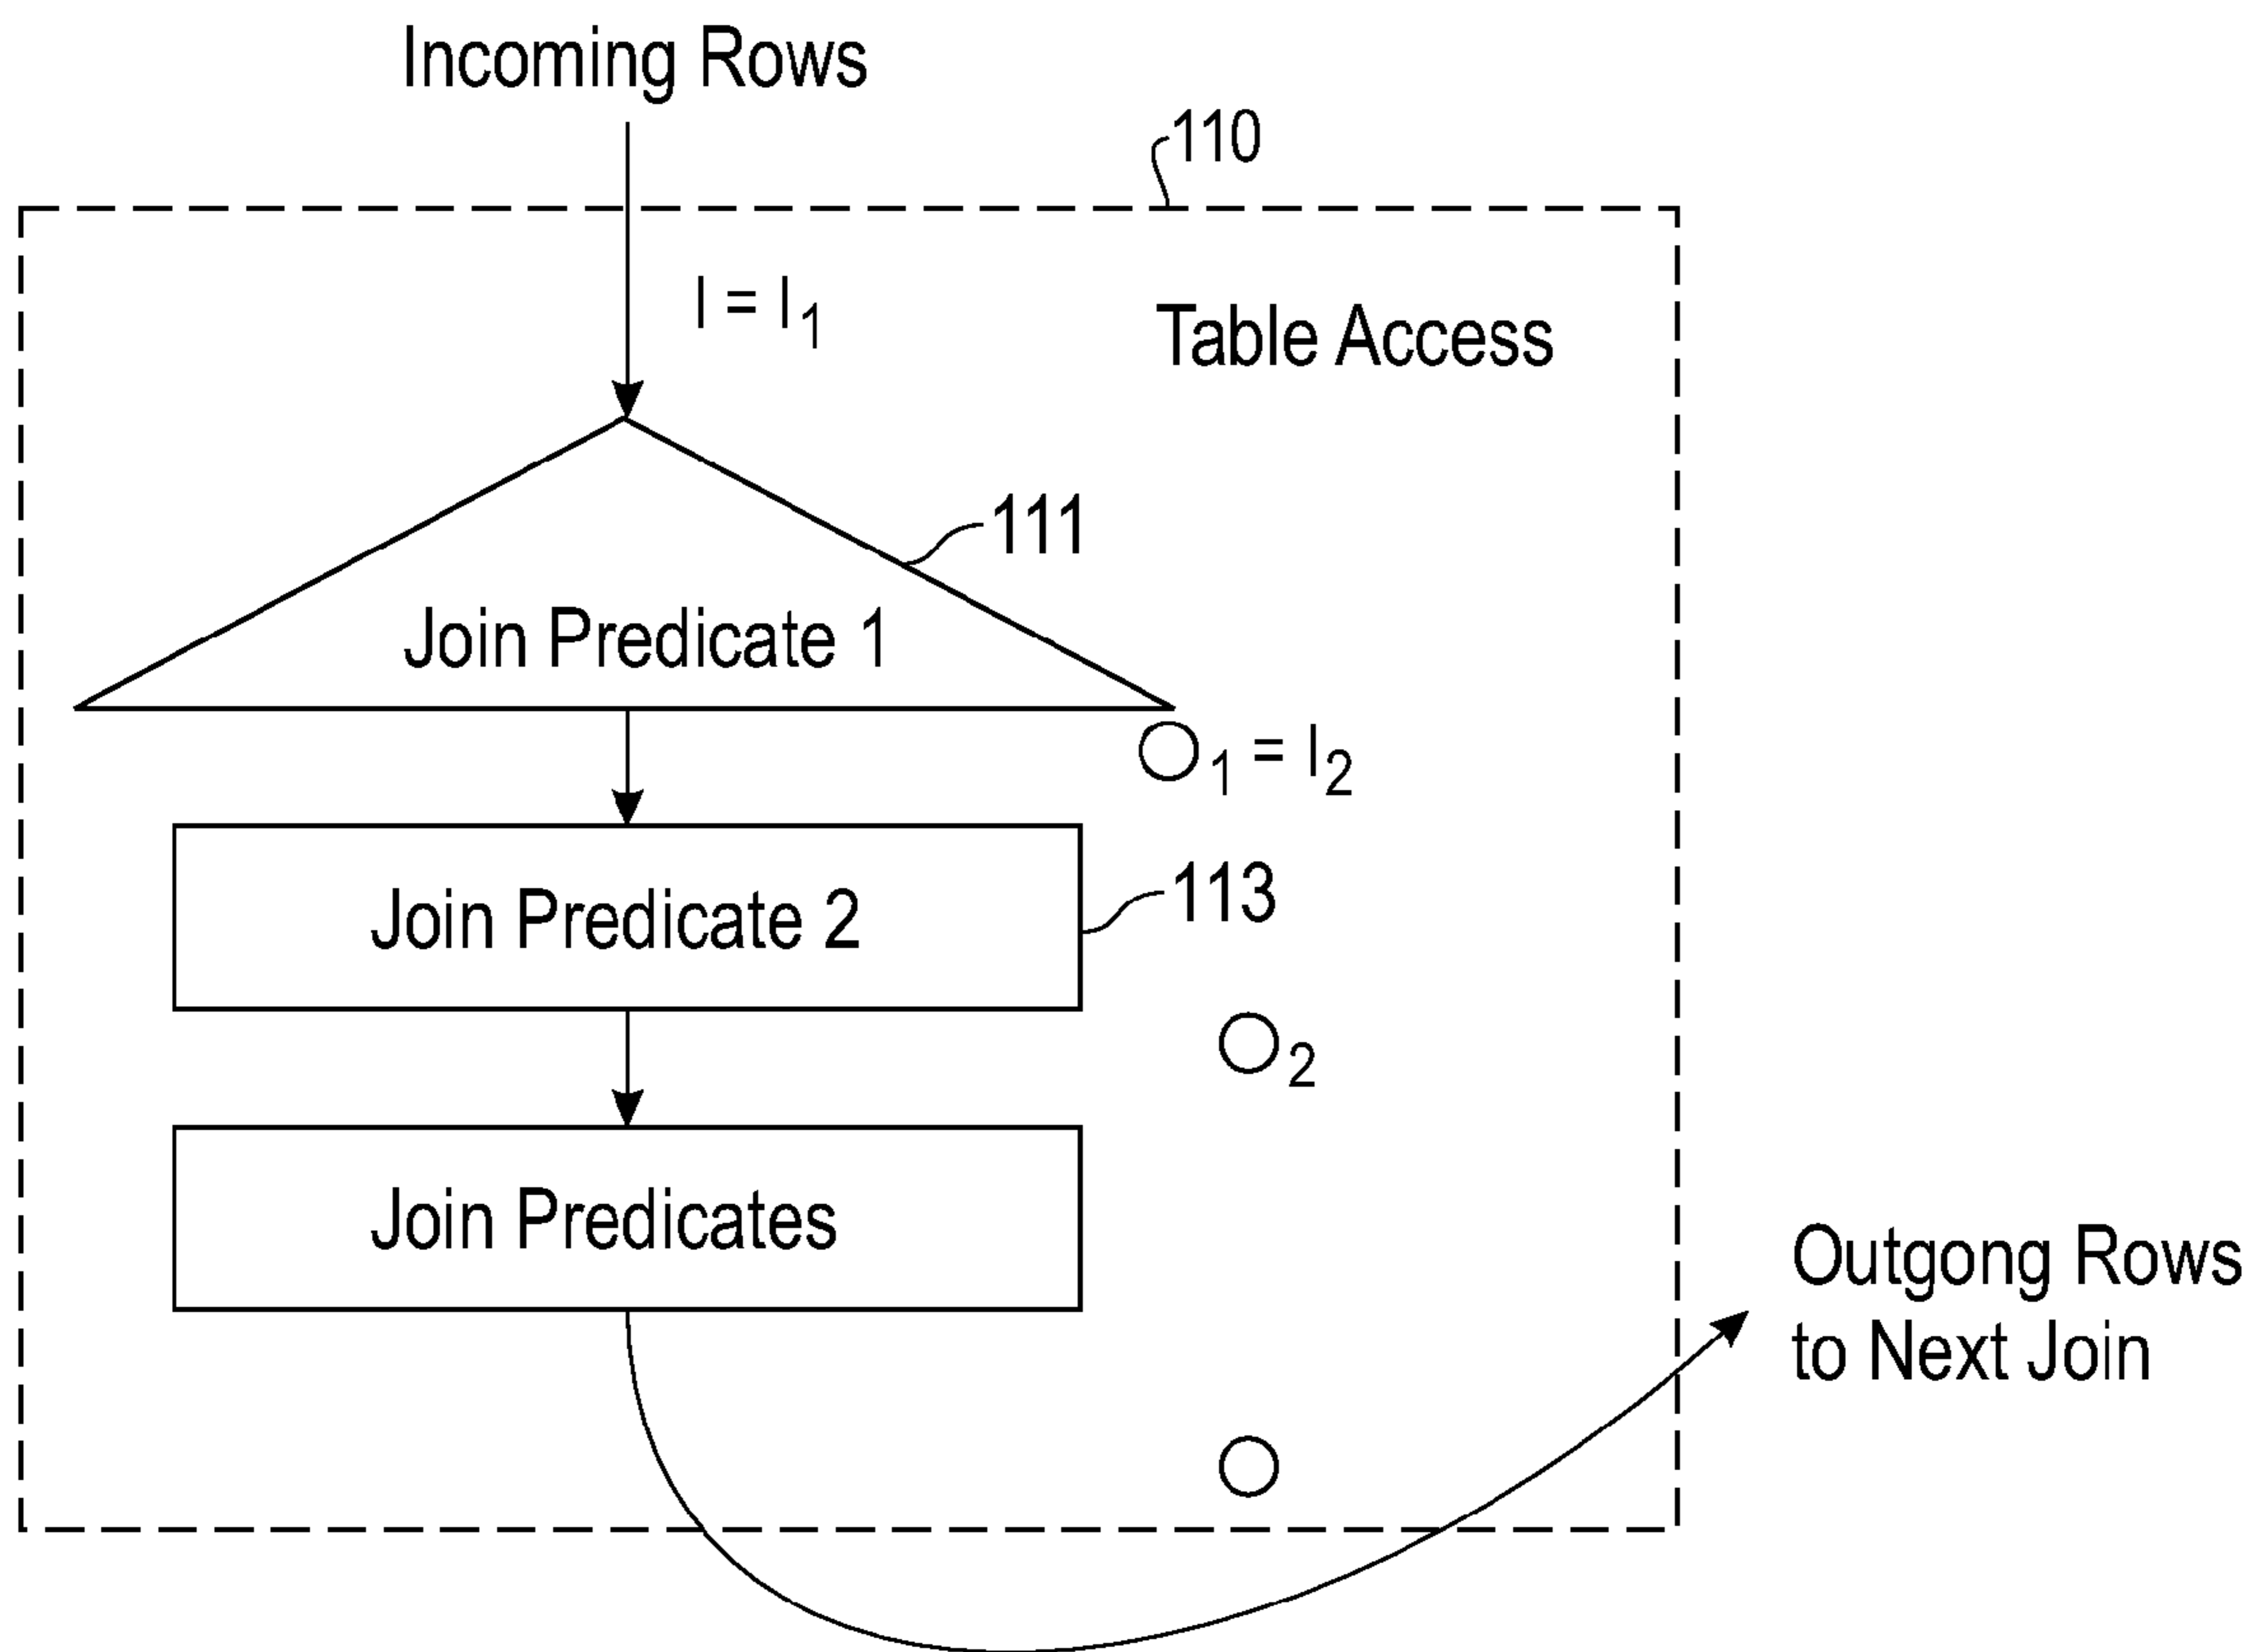 Incoming Rows
110
I = I₁
Table Access
111
Join Predicate 1
O₁ = I₂
Join Predicate 2
113
O₂
Join Predicates
Outgong Rows
to Next Join
O